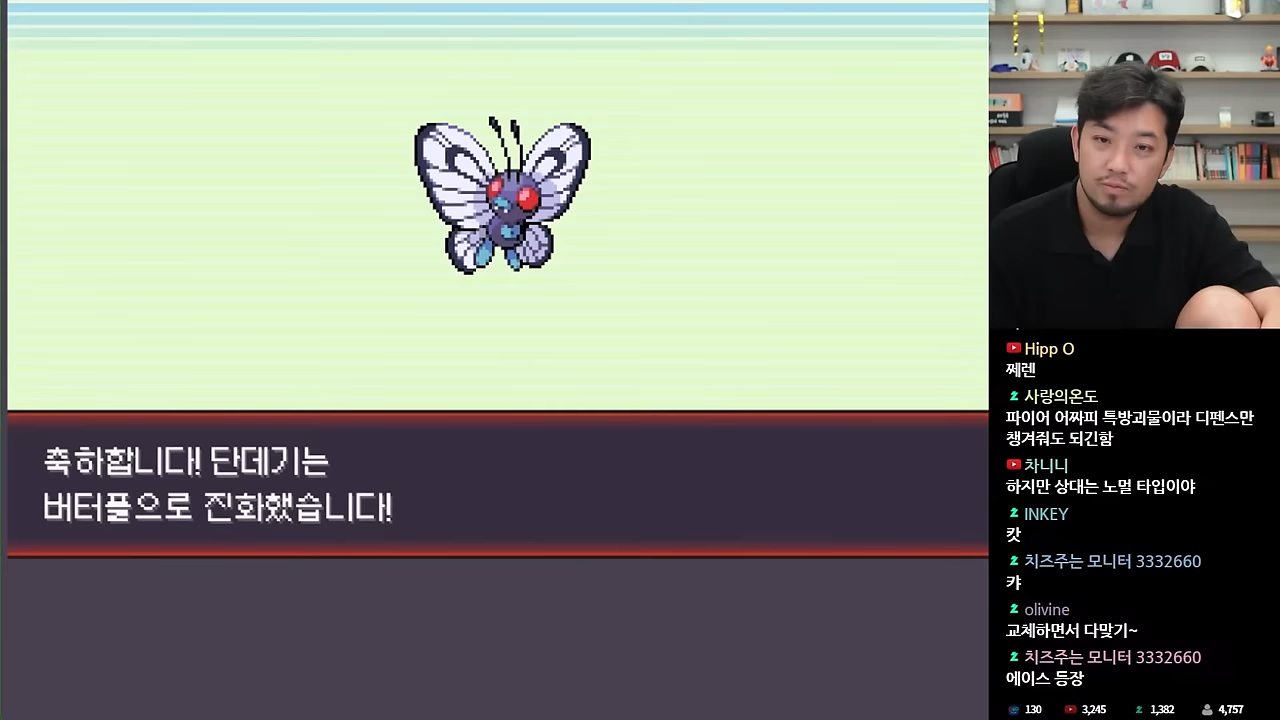 축하합니다! 단데기는
버터플으로 진화했습니다!
Hipp O
쩨렌
사랑의온도
파이어 어짜피 특방괴물이라 디펜스만
챙겨줘도 되긴함
차니니
하지만 상대는 노멀 타입이야
INKEY
캇
치즈주는 모니터 3332660
캬
olivine
교체하면서 다맞기~
치즈주는 모니터 3332660
에이스 등장
130 3,245 1,382 4,757